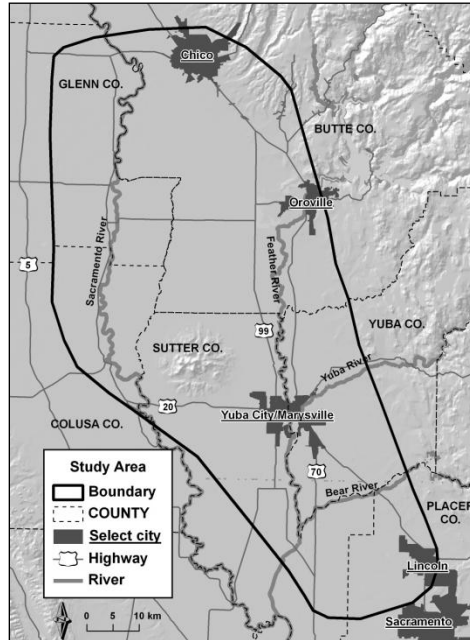 Chico
GLENN CO.
BUTTE CO.
Oroville
Sacramento River
Feather River
5
99
YUBA CO.
SUTTER CO.
Yuba River
20
Yuba City/Marysville
COLUSA CO.
70
Bear River
PLACER
CO.
Lincoln
Sacramento
Study Area
Boundary
COUNTY
Select city
Highway
River
0 5 10 km